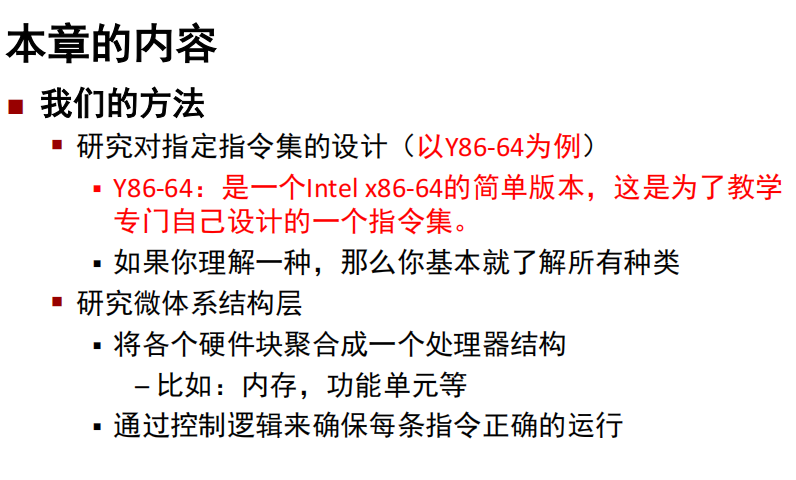 本章的内容
■ 我们的方法
▪ 研究对指定指令集的设计（以Y86-64为例）
▪ Y86-64：是一个Intel x86-64的简单版本，这是为了教学
专门自己设计的一个指令集。
▪ 如果你理解一种，那么你基本就了解所有种类
▪ 研究微体系结构层
▪ 将各个硬件块聚合成一个处理器结构
– 比如：内存，功能单元等
▪ 通过控制逻辑来确保每条指令正确的运行